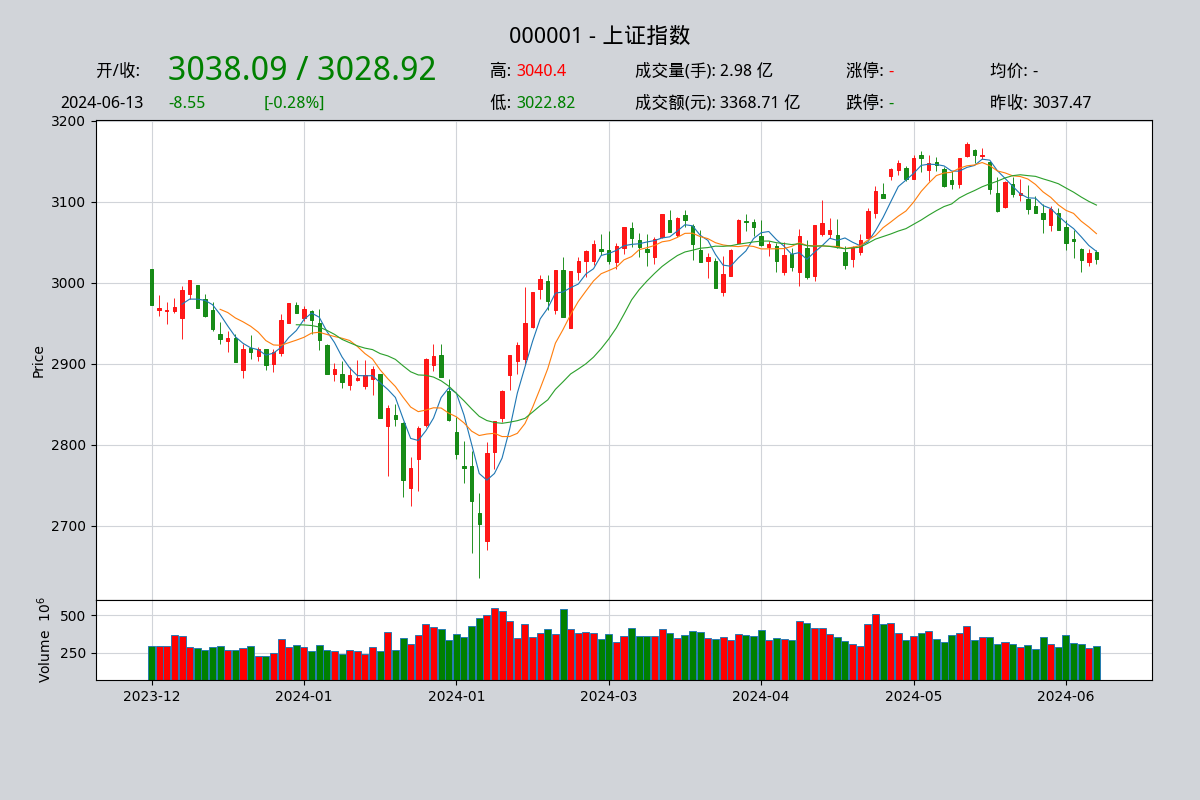 000001 - 上证指数
开/收: 3038.09 / 3028.92 高: 3040.4 成交量(手): 2.98 亿 涨停: - 均价: -
2024-06-13 -8.55 [-0.28%] 低: 3022.82 成交额(元): 3368.71 亿 跌停: - 昨收: 3037.47
3200
3100
3000
2900
2800
2700
Price
500
250
Volume 10^6
2023-12 2024-01 2024-01 2024-03 2024-04 2024-05 2024-06